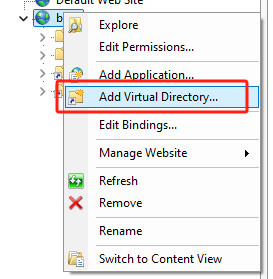 Default Web Site
b
Explore
Edit Permissions...
Add Application...
Add Virtual Directory...
Edit Bindings...
Manage Website
Refresh
Remove
Rename
Switch to Content View